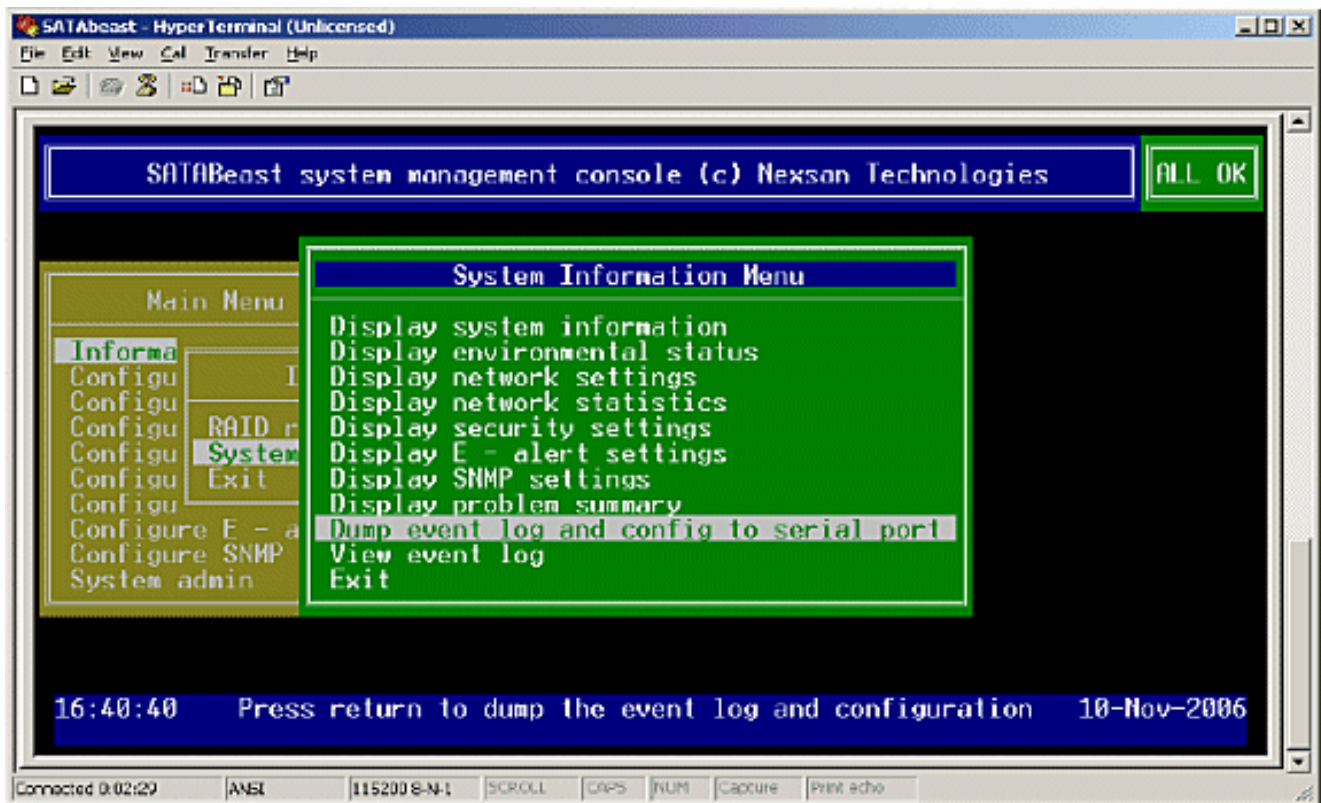 SATAbeast - HyperTerminal (Unlicensed)
File Edit View Call Transfer Help
SATABeast system management console (c) Nexsan Technologies
ALL OK
System Information Menu
Main Menu
Display system information
Display environmental status
Informa
Display network settings
Configu
I
Display network statistics
Configu
Display security settings
Configu
RAID r
Display E - alert settings
Configu
System
Display SNMP settings
Configu
Exit
Display problem summary
Configu
Dump event log and config to serial port
Configure E - a
View event log
Configure SNMP
Exit
System admin
16:40:40 Press return to dump the event log and configuration 10-Nov-2006
Connected 0:02:29 ANSI 115200 8-N-1 SCROLL CAPS NUM Capture Print echo